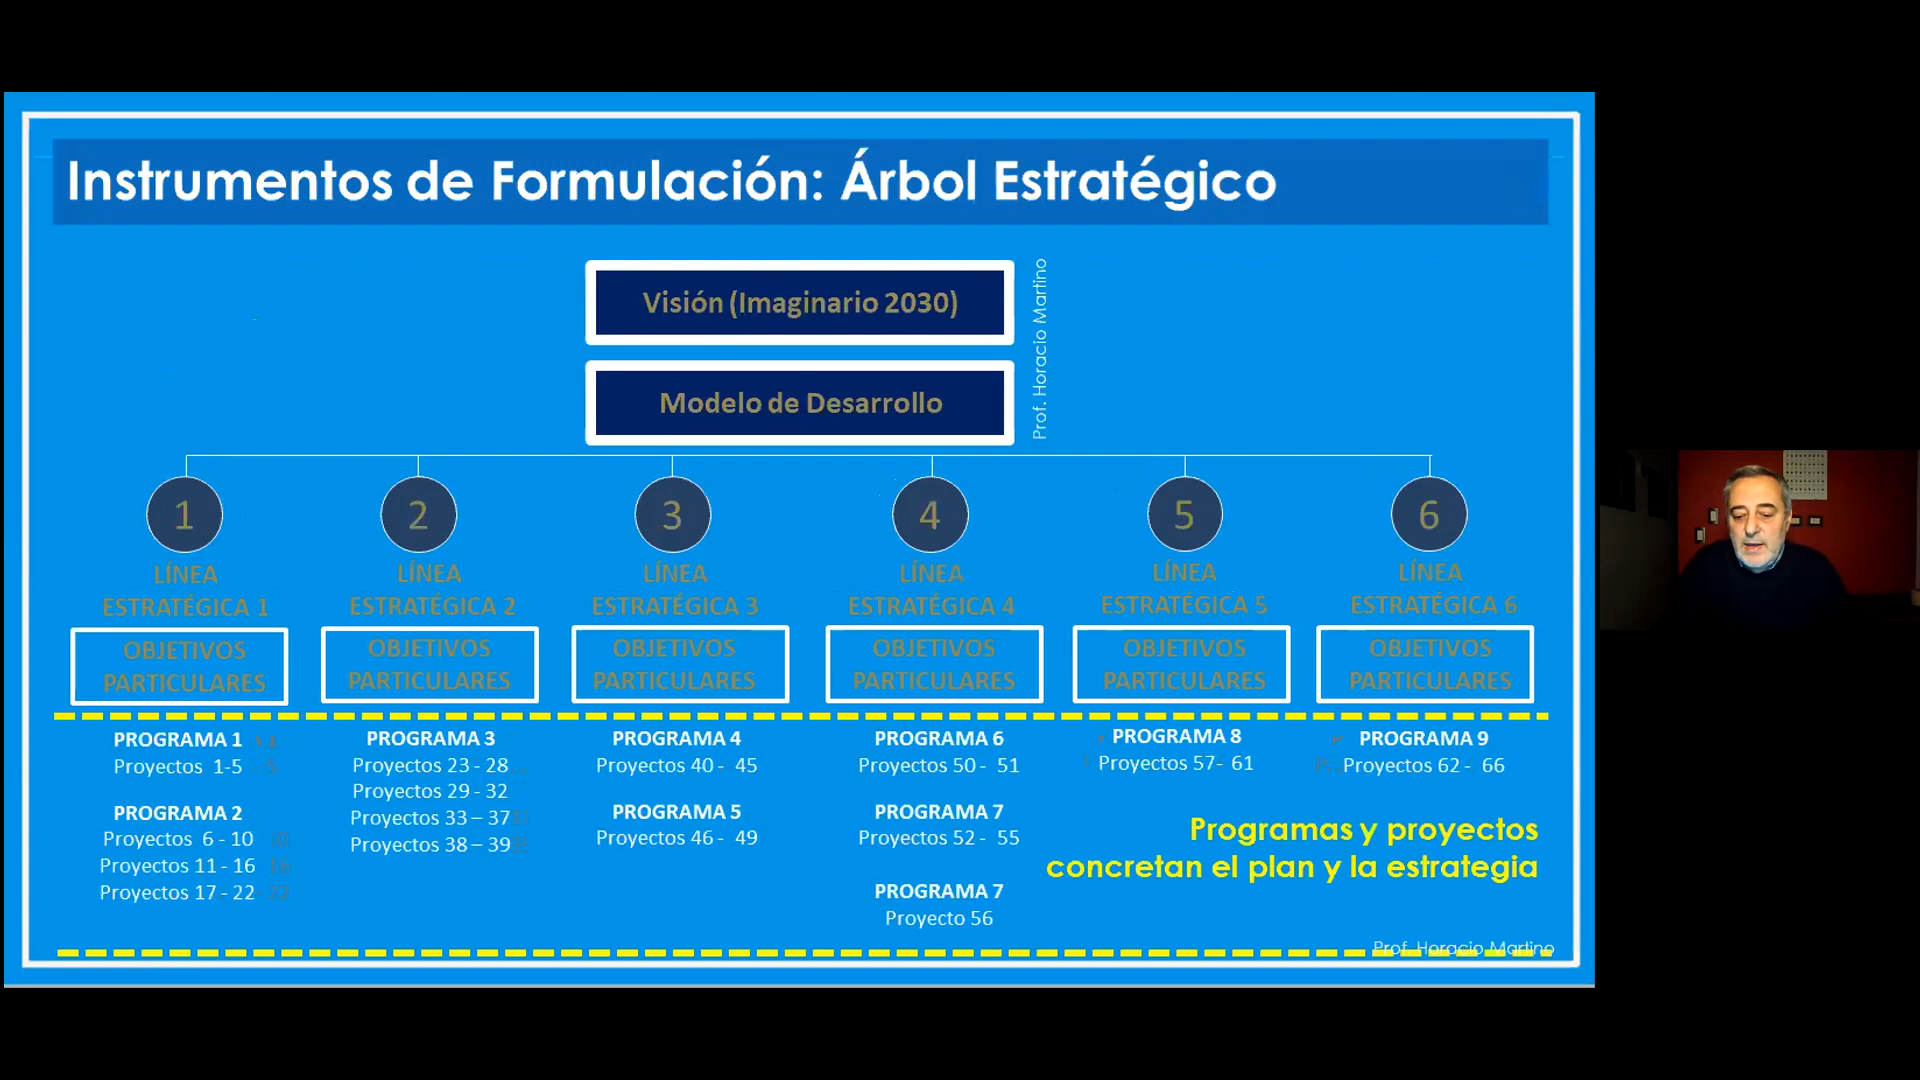 Instrumentos de Formulación: Árbol Estratégico
Visión (Imaginario 2030)
Modelo de Desarrollo
Prof. Horacio Martino
1
2
3
4
5
6
LÍNEA
ESTRATÉGICA 1
LÍNEA
ESTRATÉGICA 2
LÍNEA
ESTRATÉGICA 3
LÍNEA
ESTRATÉGICA 4
LÍNEA
ESTRATÉGICA 5
LÍNEA
ESTRATÉGICA 6
OBJETIVOS
PARTICULARES
OBJETIVOS
PARTICULARES
OBJETIVOS
PARTICULARES
OBJETIVOS
PARTICULARES
OBJETIVOS
PARTICULARES
OBJETIVOS
PARTICULARES
PROGRAMA 1
Proyectos 1-5
PROGRAMA 2
Proyectos 6 - 10
Proyectos 11 - 16
Proyectos 17 - 22
PROGRAMA 3
Proyectos 23 - 28
Proyectos 29 - 32
Proyectos 33 – 37
Proyectos 38 – 39
PROGRAMA 4
Proyectos 40 - 45
PROGRAMA 5
Proyectos 46 - 49
PROGRAMA 6
Proyectos 50 - 51
PROGRAMA 7
Proyectos 52 - 55
PROGRAMA 7
Proyecto 56
PROGRAMA 8
Proyectos 57- 61
PROGRAMA 9
Proyectos 62 - 66
Programas y proyectos
concretan el plan y la estrategia
Prof. Horacio Martino